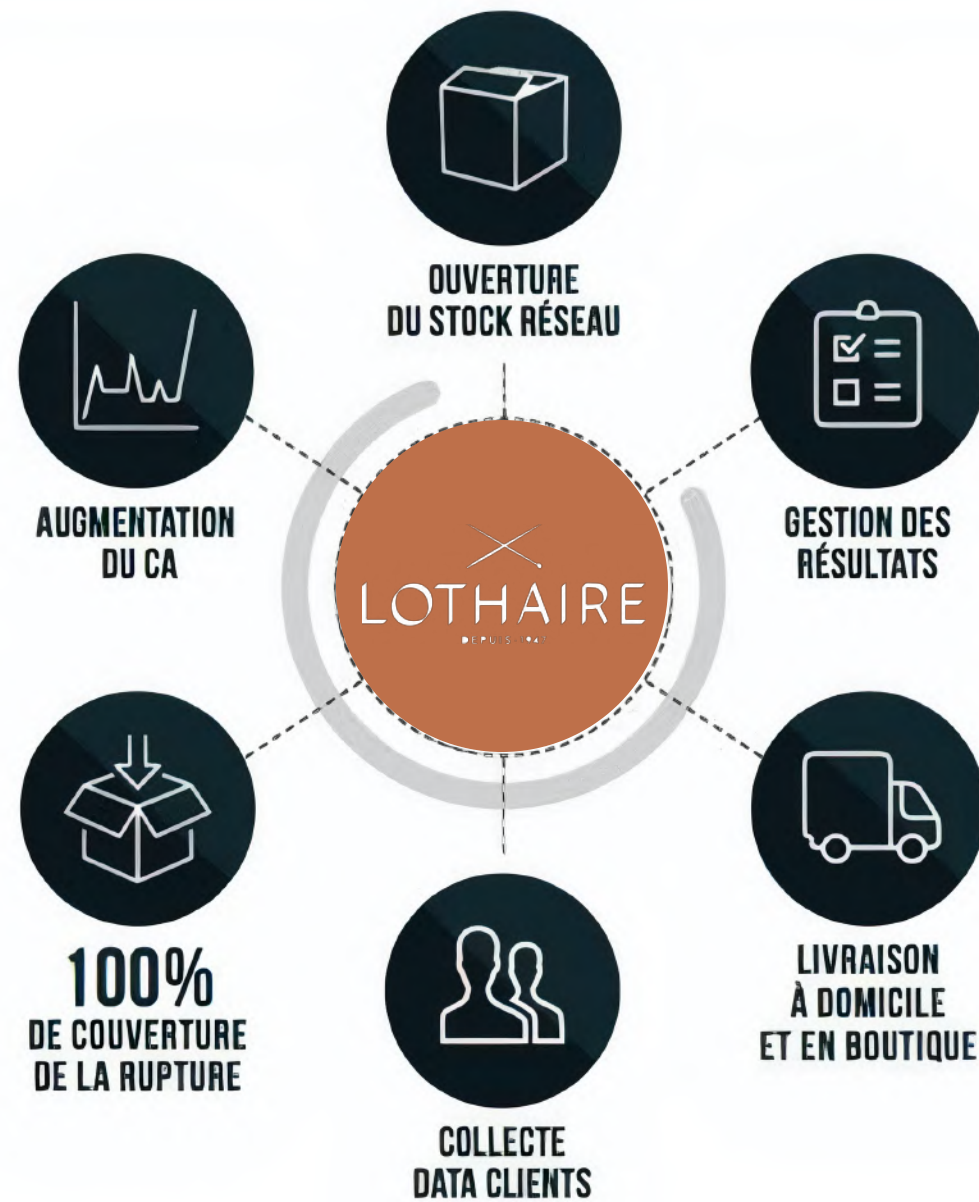 OUVERTURE
DU STOCK RÉSEAU
AUGMENTATION
DU CA
GESTION DES
RÉSULTATS
LOTHAIRE
DEPUIS
100%
DE COUVERTURE
DE LA RUPTURE
LIVRAISON
À DOMICILE
ET EN BOUTIQUE
COLLECTE
DATA CLIENTS